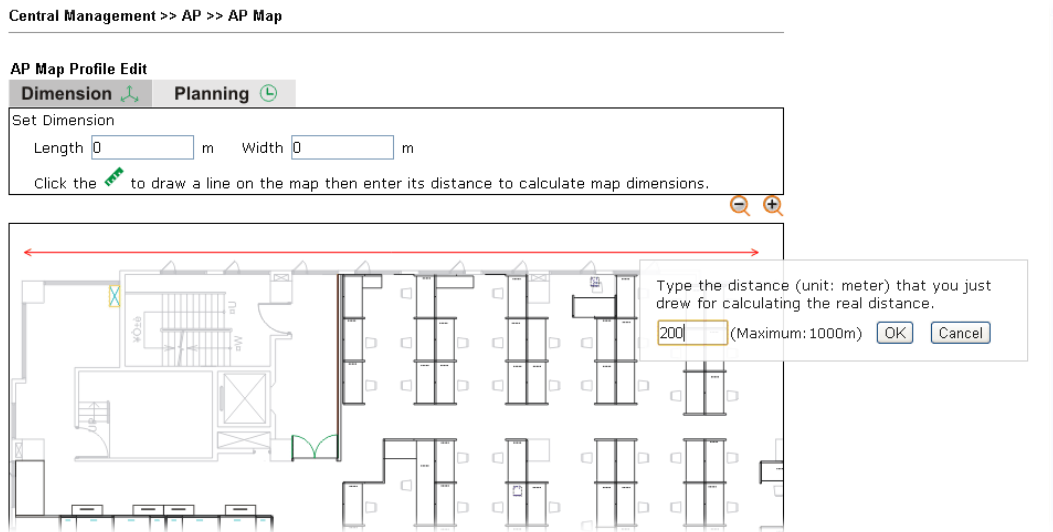 Central Management >> AP >> AP Map
AP Map Profile Edit
Dimension Planning
Set Dimension
Length 0 m Width 0 m
Click the to draw a line on the map then enter its distance to calculate map dimensions.
Type the distance (unit: meter) that you just
drew for calculating the real distance.
200 (Maximum:1000m) OK Cancel